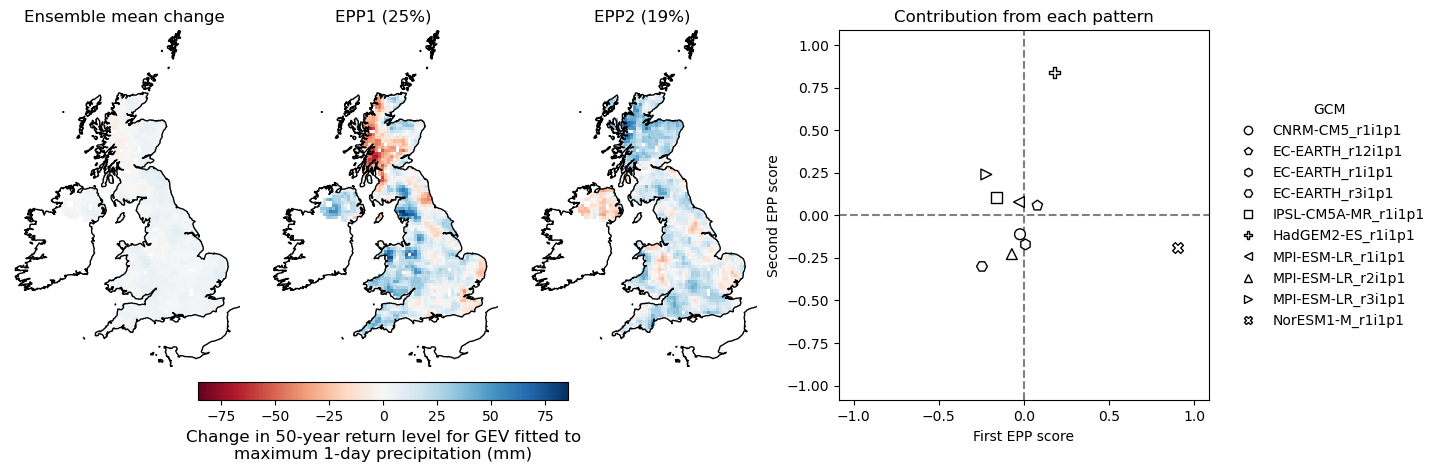 Ensemble mean change
EPP1 (25%)
EPP2 (19%)
−75 −50 −25 0 25 50 75
Change in 50-year return level for GEV fitted to
maximum 1-day precipitation (mm)
Contribution from each pattern
Second EPP score
1.00
0.75
0.50
0.25
0.00
−0.25
−0.50
−0.75
−1.00
−1.0 −0.5 0.0 0.5 1.0
First EPP score
GCM
CNRM-CM5_r1i1p1
EC-EARTH_r12i1p1
EC-EARTH_r1i1p1
EC-EARTH_r3i1p1
IPSL-CM5A-MR_r1i1p1
HadGEM2-ES_r1i1p1
MPI-ESM-LR_r1i1p1
MPI-ESM-LR_r2i1p1
MPI-ESM-LR_r3i1p1
NorESM1-M_r1i1p1